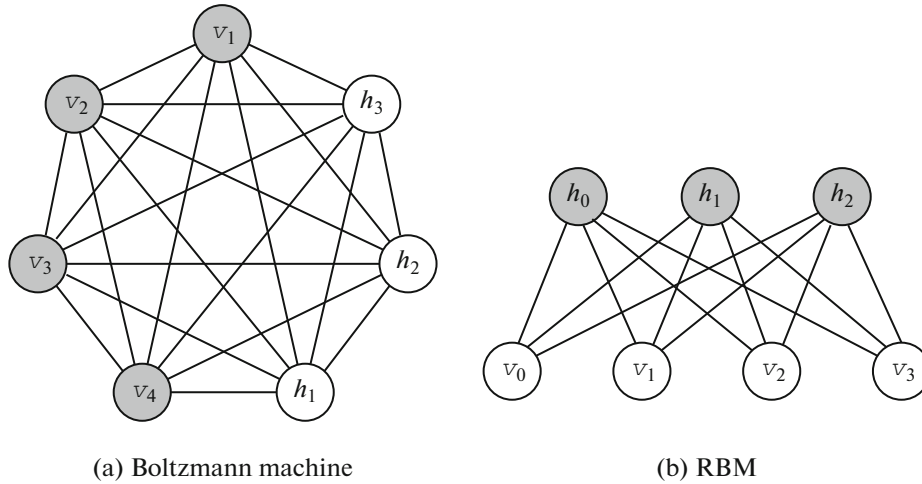 v₁
v₂ h₃
v₃ h₂
v₄ h₁
h₀ h₁ h₂
v₀ v₁ v₂ v₃
(a) Boltzmann machine (b) RBM